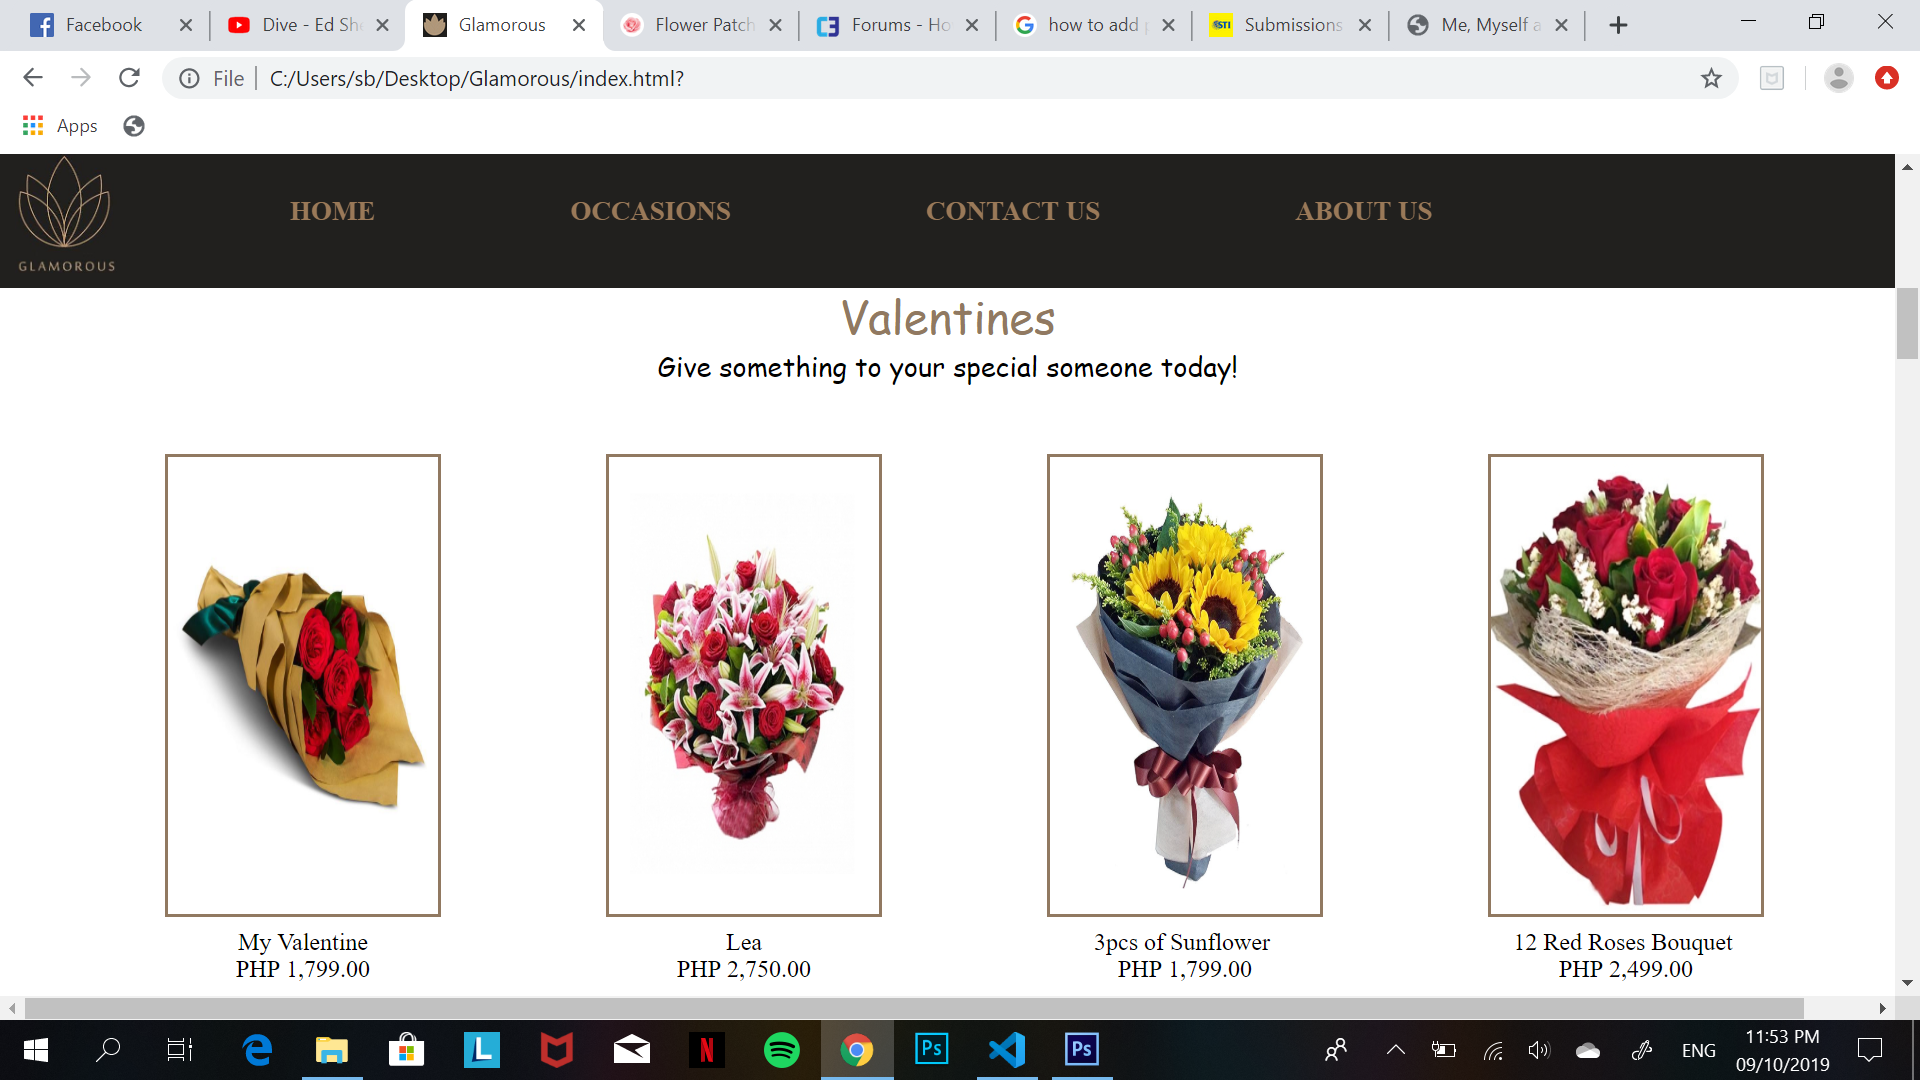 Facebook
Dive - Ed Sh
Glamorous
Flower Patch
Forums - Ho
how to add p
Submissions
Me, Myself a
File
C:/Users/sb/Desktop/Glamorous/index.html?
Apps
GLAMOROUS
HOME
OCCASIONS
CONTACT US
ABOUT US
Valentines
Give something to your special someone today!
My Valentine
PHP 1,799.00
Lea
PHP 2,750.00
3pcs of Sunflower
PHP 1,799.00
12 Red Roses Bouquet
PHP 2,499.00
L
N
Ps
Ps
ENG
11:53 PM
09/10/2019